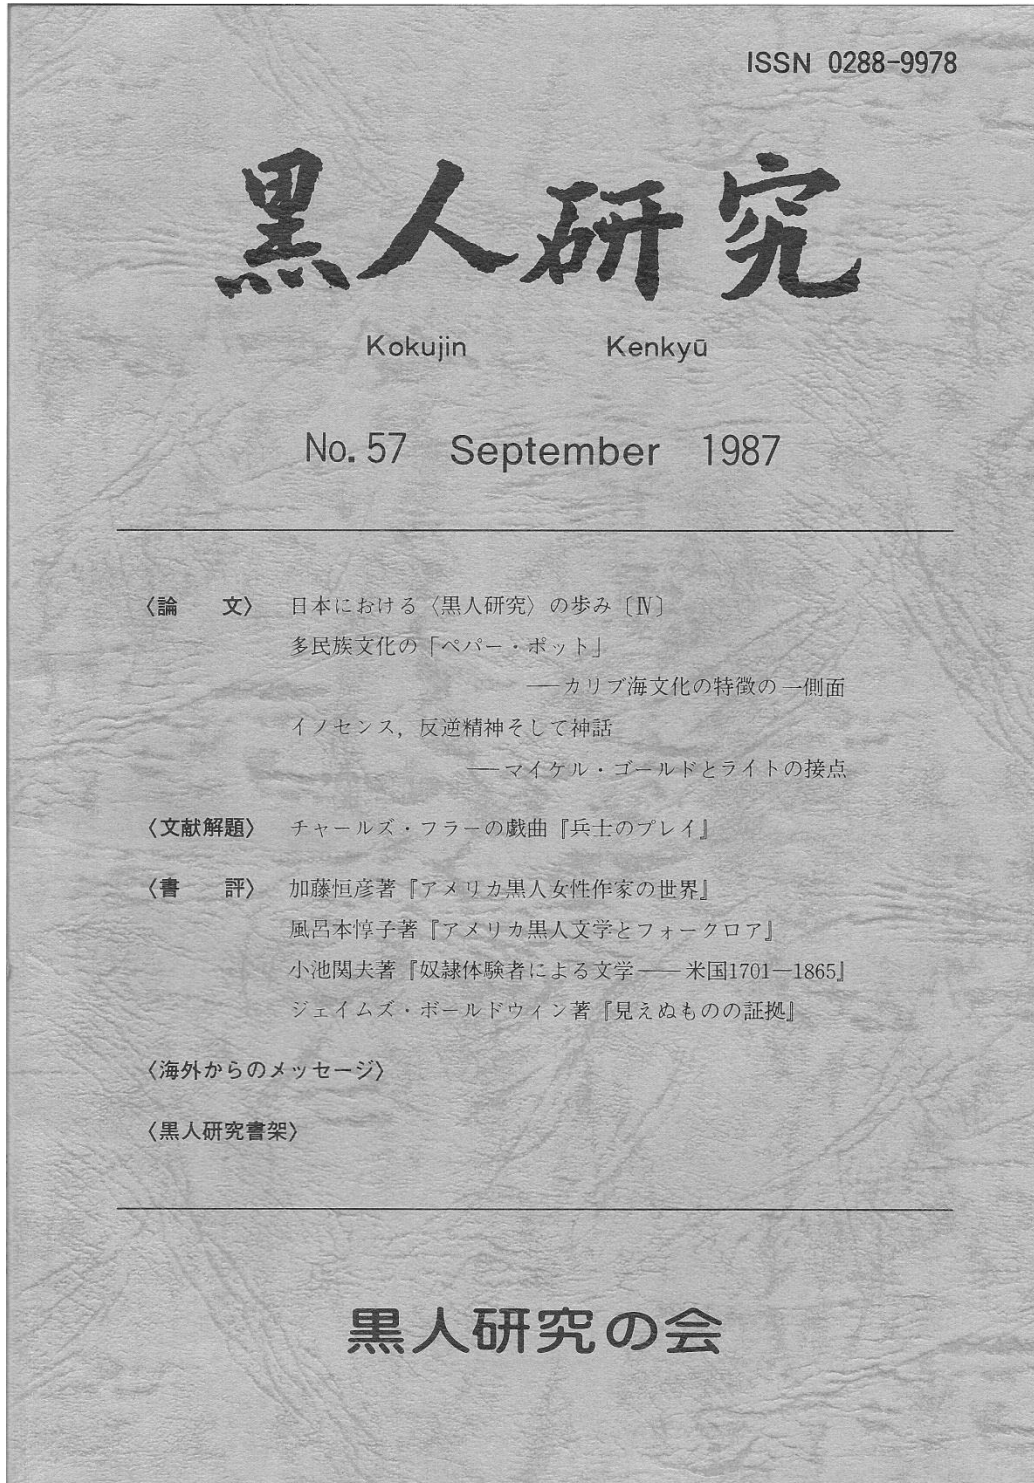 ISSN 0288-9978
黒人研究
Kokujin Kenkyū
No. 57 September 1987
〈論 文〉 日本における〈黒人研究〉の歩み〔Ⅳ〕
多民族文化の「ペパー・ポット」
――カリブ海文化の特徴の一側面
イノセンス,反逆精神そして神話
――マイケル・ゴールドとライトの接点
〈文献解題〉 チャールズ・フラーの戯曲『兵士のプレイ』
〈書 評〉 加藤恒彦著『アメリカ黒人女性作家の世界』
風呂本惇子著『アメリカ黒人文学とフォークロア』
小池関夫著『奴隷体験者による文学――米国1701―1865』
ジェイムズ・ボールドウィン著『見えぬものの証拠』
〈海外からのメッセージ〉
〈黒人研究書架〉
黒人研究の会